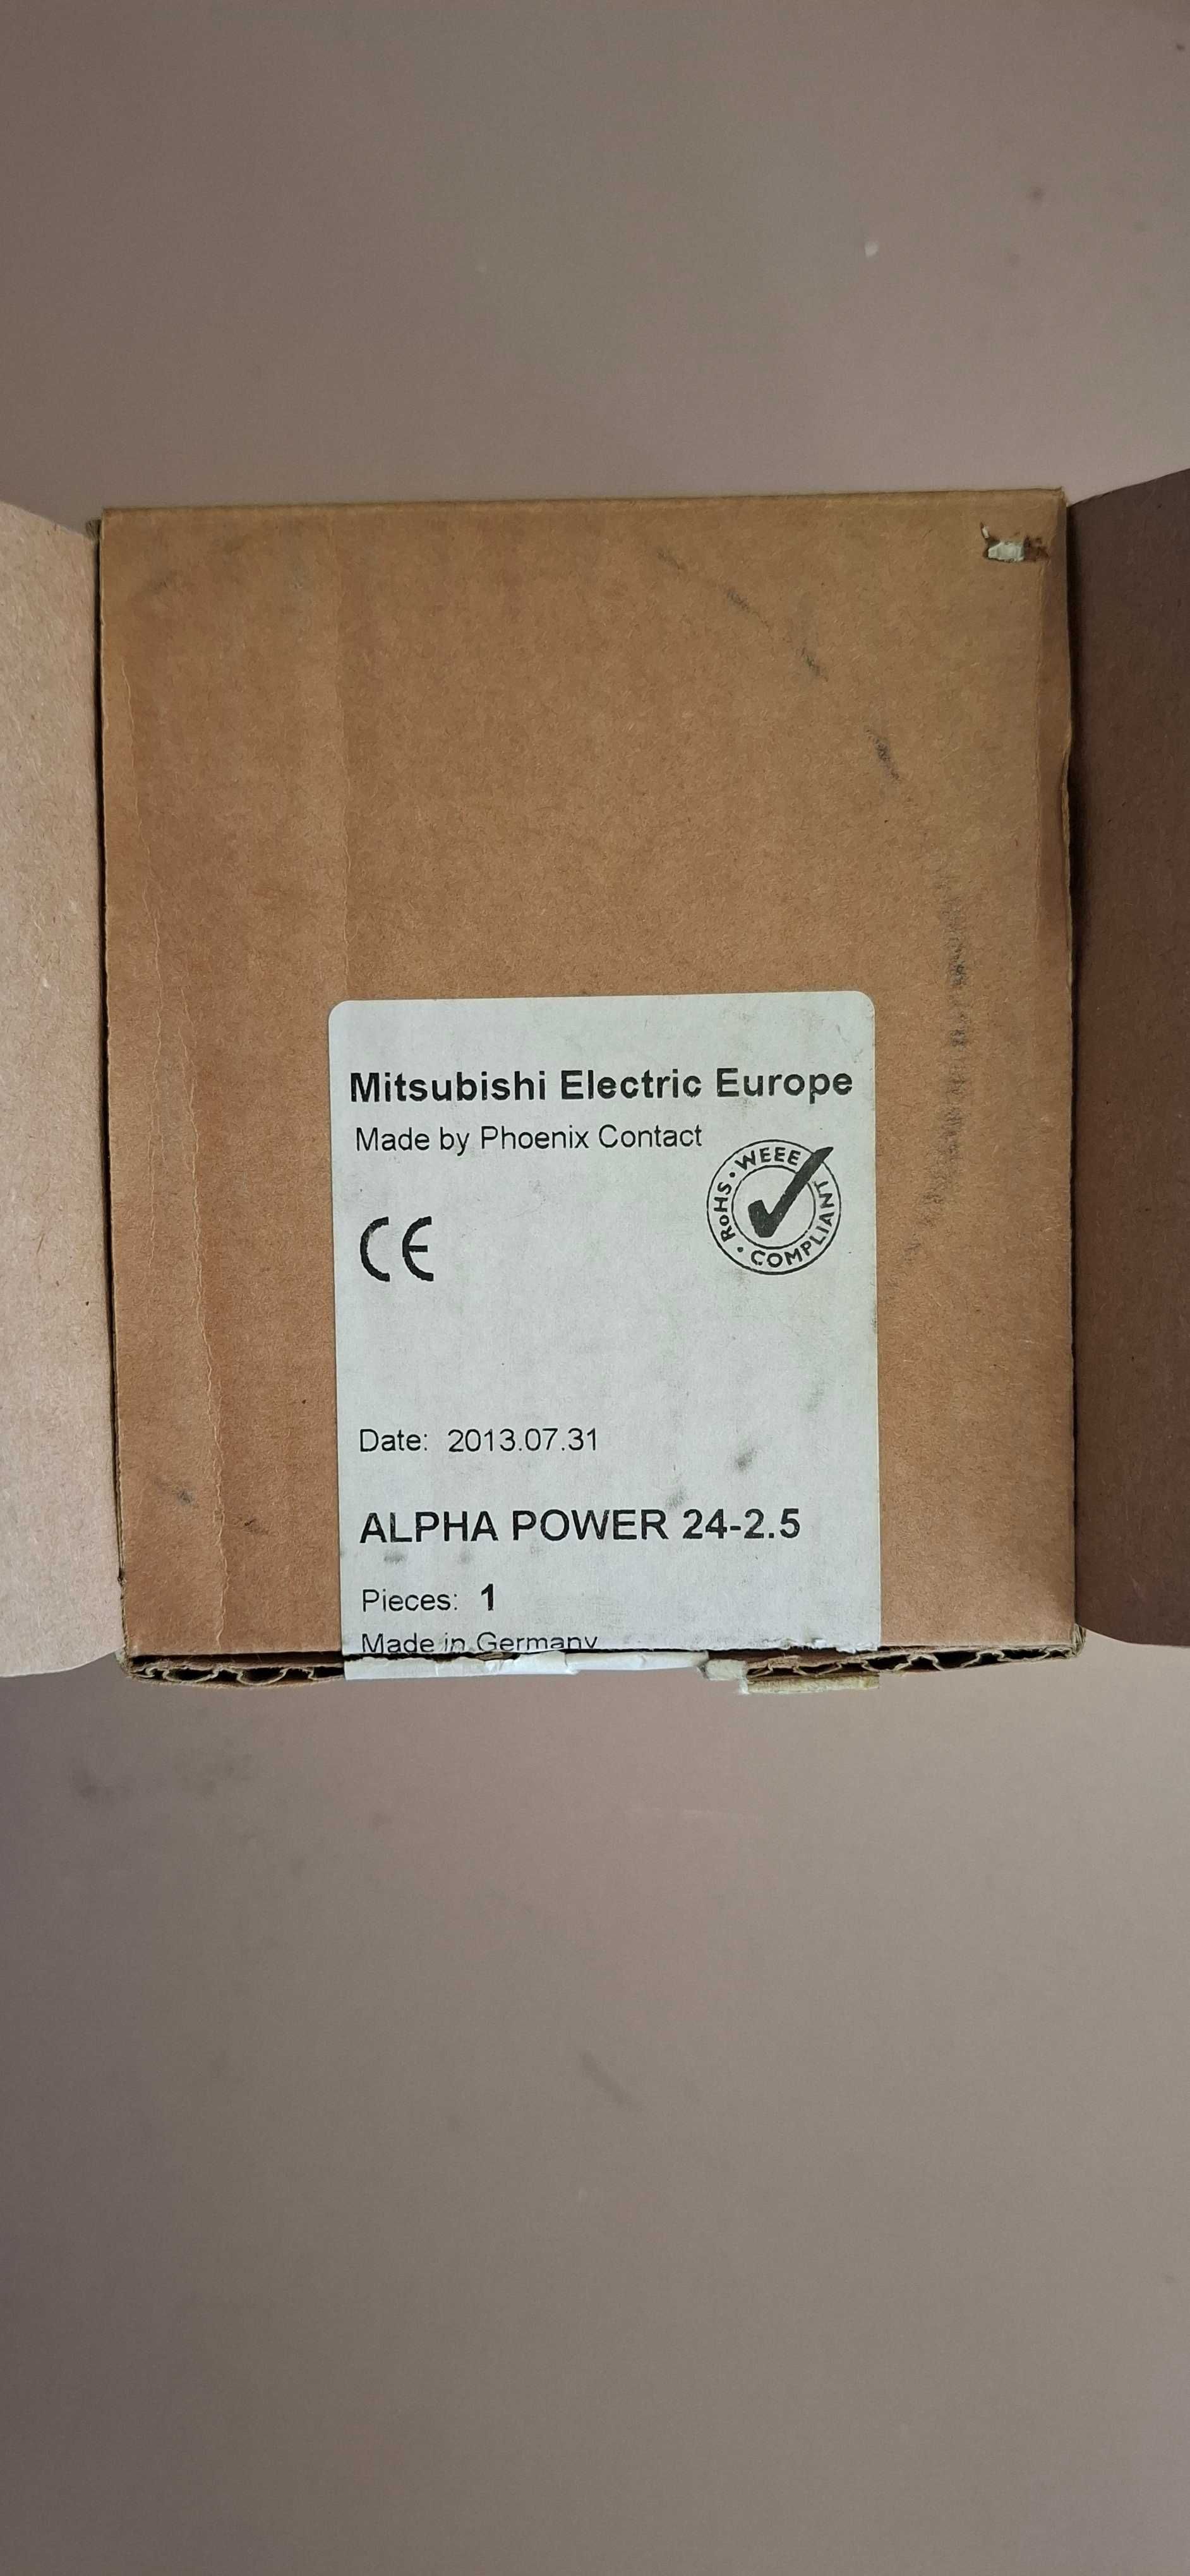 Mitsubishi Electric Europe
Made by Phoenix Contact
RoHS • WEEE • COMPLIANT
CE
Date: 2013.07.31
ALPHA POWER 24-2.5
Pieces: 1
Made in Germany